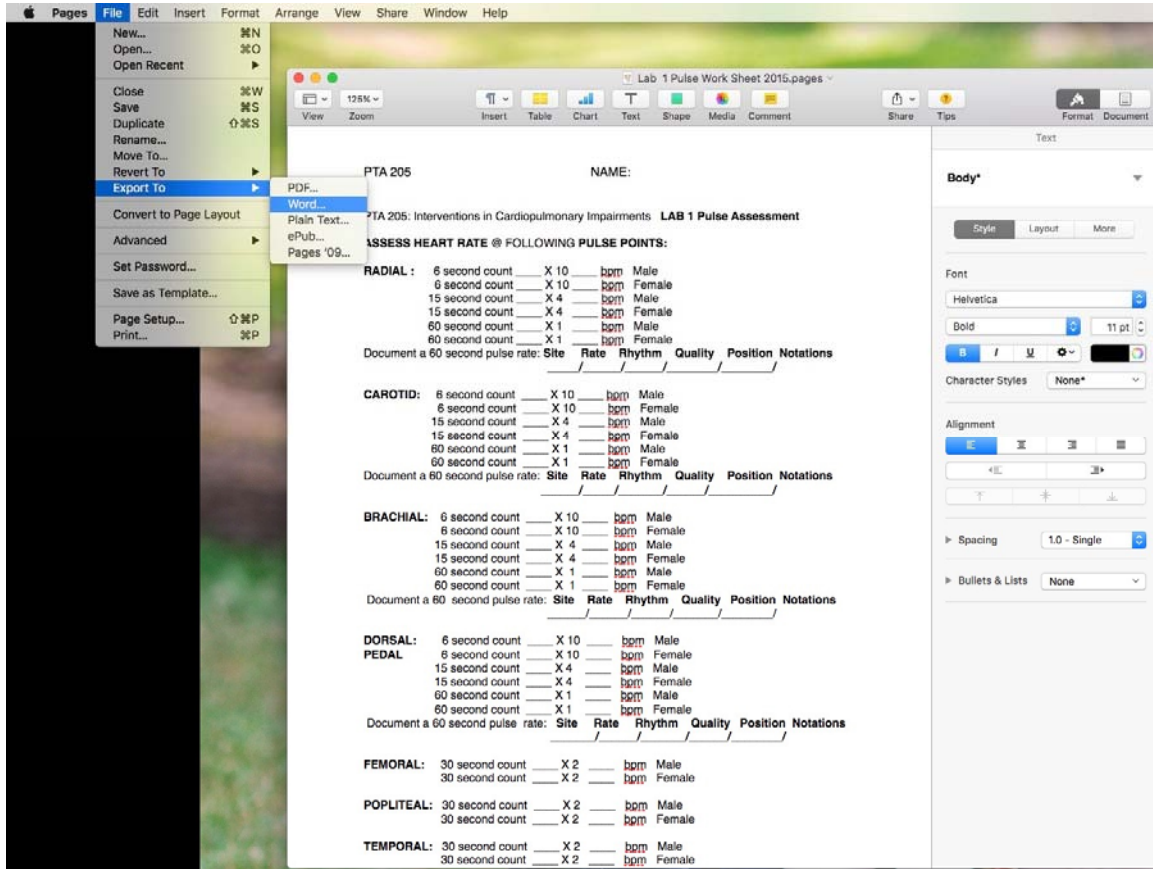 Pages File Edit Insert Format Arrange View Share Window Help
New... ⌘N
Open... ⌘O
Open Recent ▶
Close ⌘W
Save ⌘S
Duplicate ⇧⌘S
Rename...
Move To...
Revert To ▶
Export To ▶
Convert to Page Layout
Advanced ▶
Set Password...
Save as Template...
Page Setup... ⇧⌘P
Print... ⌘P
PDF...
Word...
Plain Text...
ePub...
Pages '09...
Lab 1 Pulse Work Sheet 2015.pages
125%
View Zoom Insert Table Chart Text Shape Media Comment Share Tips Format Document
PTA 205 NAME:
PTA 205: Interventions in Cardiopulmonary Impairments LAB 1 Pulse Assessment
ASSESS HEART RATE @ FOLLOWING PULSE POINTS:
RADIAL : 6 second count ____ X 10 ____ bpm Male
6 second count ____ X 10 ____ bpm Female
15 second count ____ X 4 ____ bpm Male
15 second count ____ X 4 ____ bpm Female
60 second count ____ X 1 ____ bpm Male
60 second count ____ X 1 ____ bpm Female
Document a 60 second pulse rate: Site Rate Rhythm Quality Position Notations
_____/_____/_____/_____/_______/
CAROTID: 6 second count ____ X 10 ____ bpm Male
6 second count ____ X 10 ____ bpm Female
15 second count ____ X 4 ____ bpm Male
15 second count ____ X 4 ____ bpm Female
60 second count ____ X 1 ____ bpm Male
60 second count ____ X 1 ____ bpm Female
Document a 60 second pulse rate: Site Rate Rhythm Quality Position Notations
_____/_____/_____/_____/_______/
BRACHIAL: 6 second count ____ X 10 ____ bpm Male
6 second count ____ X 10 ____ bpm Female
15 second count ____ X 4 ____ bpm Male
15 second count ____ X 4 ____ bpm Female
60 second count ____ X 1 ____ bpm Male
60 second count ____ X 1 ____ bpm Female
Document a 60 second pulse rate: Site Rate Rhythm Quality Position Notations
_____/_____/_____/_____/_______/
DORSAL: 6 second count ____ X 10 ____ bpm Male
PEDAL 6 second count ____ X 10 ____ bpm Female
15 second count ____ X 4 ____ bpm Male
15 second count ____ X 4 ____ bpm Female
60 second count ____ X 1 ____ bpm Male
60 second count ____ X 1 ____ bpm Female
Document a 60 second pulse rate: Site Rate Rhythm Quality Position Notations
_____/_____/_____/_____/_______/
FEMORAL: 30 second count ____ X 2 ____ bpm Male
30 second count ____ X 2 ____ bpm Female
POPLITEAL: 30 second count ____ X 2 ____ bpm Male
30 second count ____ X 2 ____ bpm Female
TEMPORAL: 30 second count ____ X 2 ____ bpm Male
30 second count ____ X 2 ____ bpm Female
Text
Body*
Style Layout More
Font
Helvetica
Bold 11 pt
B I U
Character Styles None*
Alignment
Spacing 1.0 - Single
Bullets & Lists None